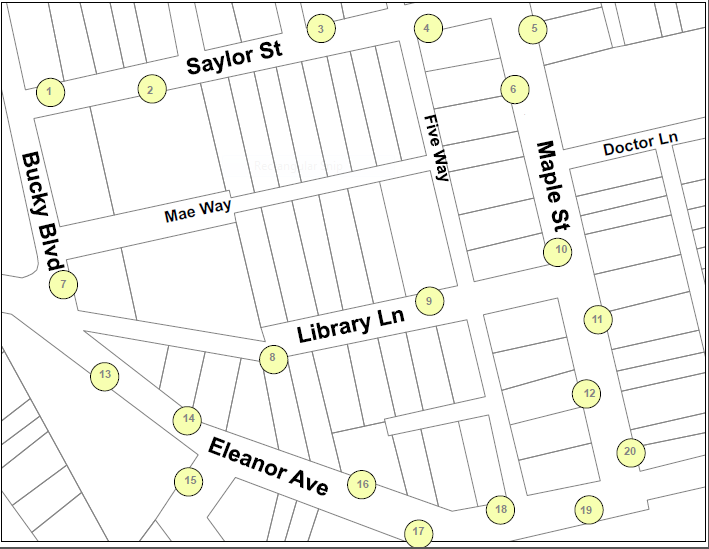 3
4
5
Saylor St
1
2
6
Five Way
Doctor Ln
Maple St
Bucky Blvd
Mae Way
10
7
9
Library Ln
11
8
13
12
14
Eleanor Ave
20
15
16
18
19
17